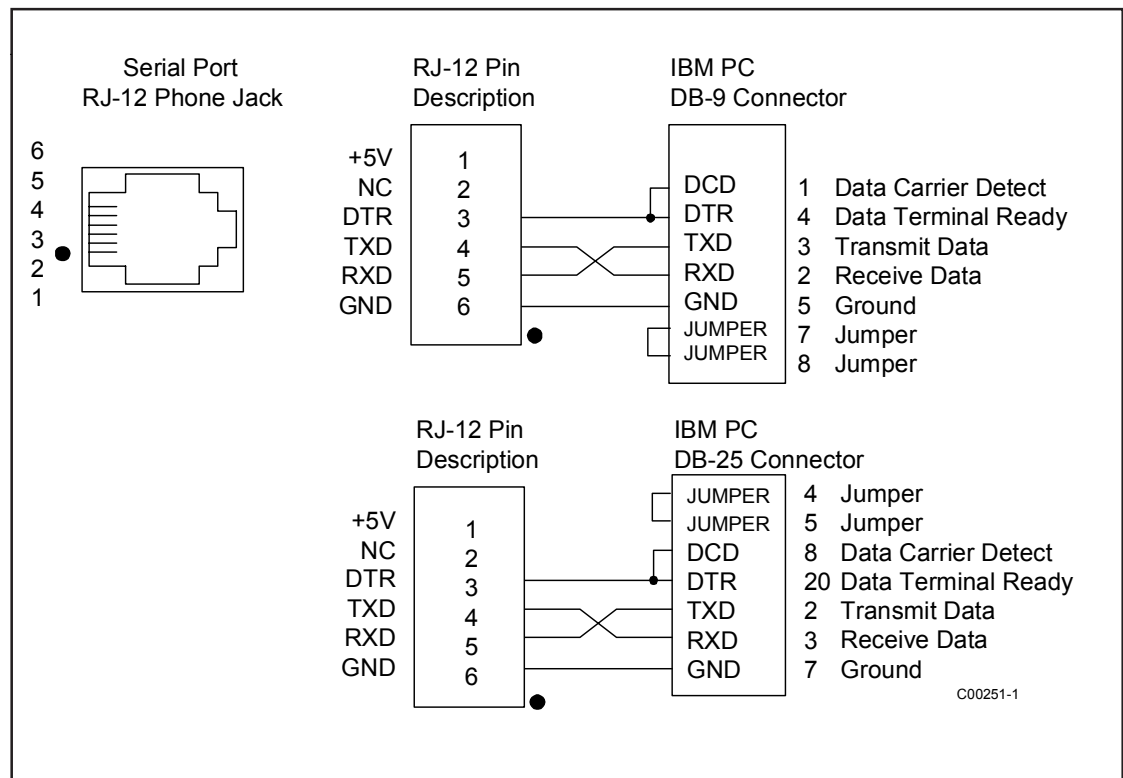 Serial Port
RJ-12 Phone Jack
6
5
4
3
2
1
RJ-12 Pin
Description
IBM PC
DB-9 Connector
+5V 1
NC 2 DCD 1 Data Carrier Detect
DTR 3 DTR 4 Data Terminal Ready
TXD 4 TXD 3 Transmit Data
RXD 5 RXD 2 Receive Data
GND 6 GND 5 Ground
JUMPER 7 Jumper
JUMPER 8 Jumper
RJ-12 Pin
Description
IBM PC
DB-25 Connector
JUMPER 4 Jumper
+5V 1 JUMPER 5 Jumper
NC 2 DCD 8 Data Carrier Detect
DTR 3 DTR 20 Data Terminal Ready
TXD 4 TXD 2 Transmit Data
RXD 5 RXD 3 Receive Data
GND 6 GND 7 Ground
C00251-1